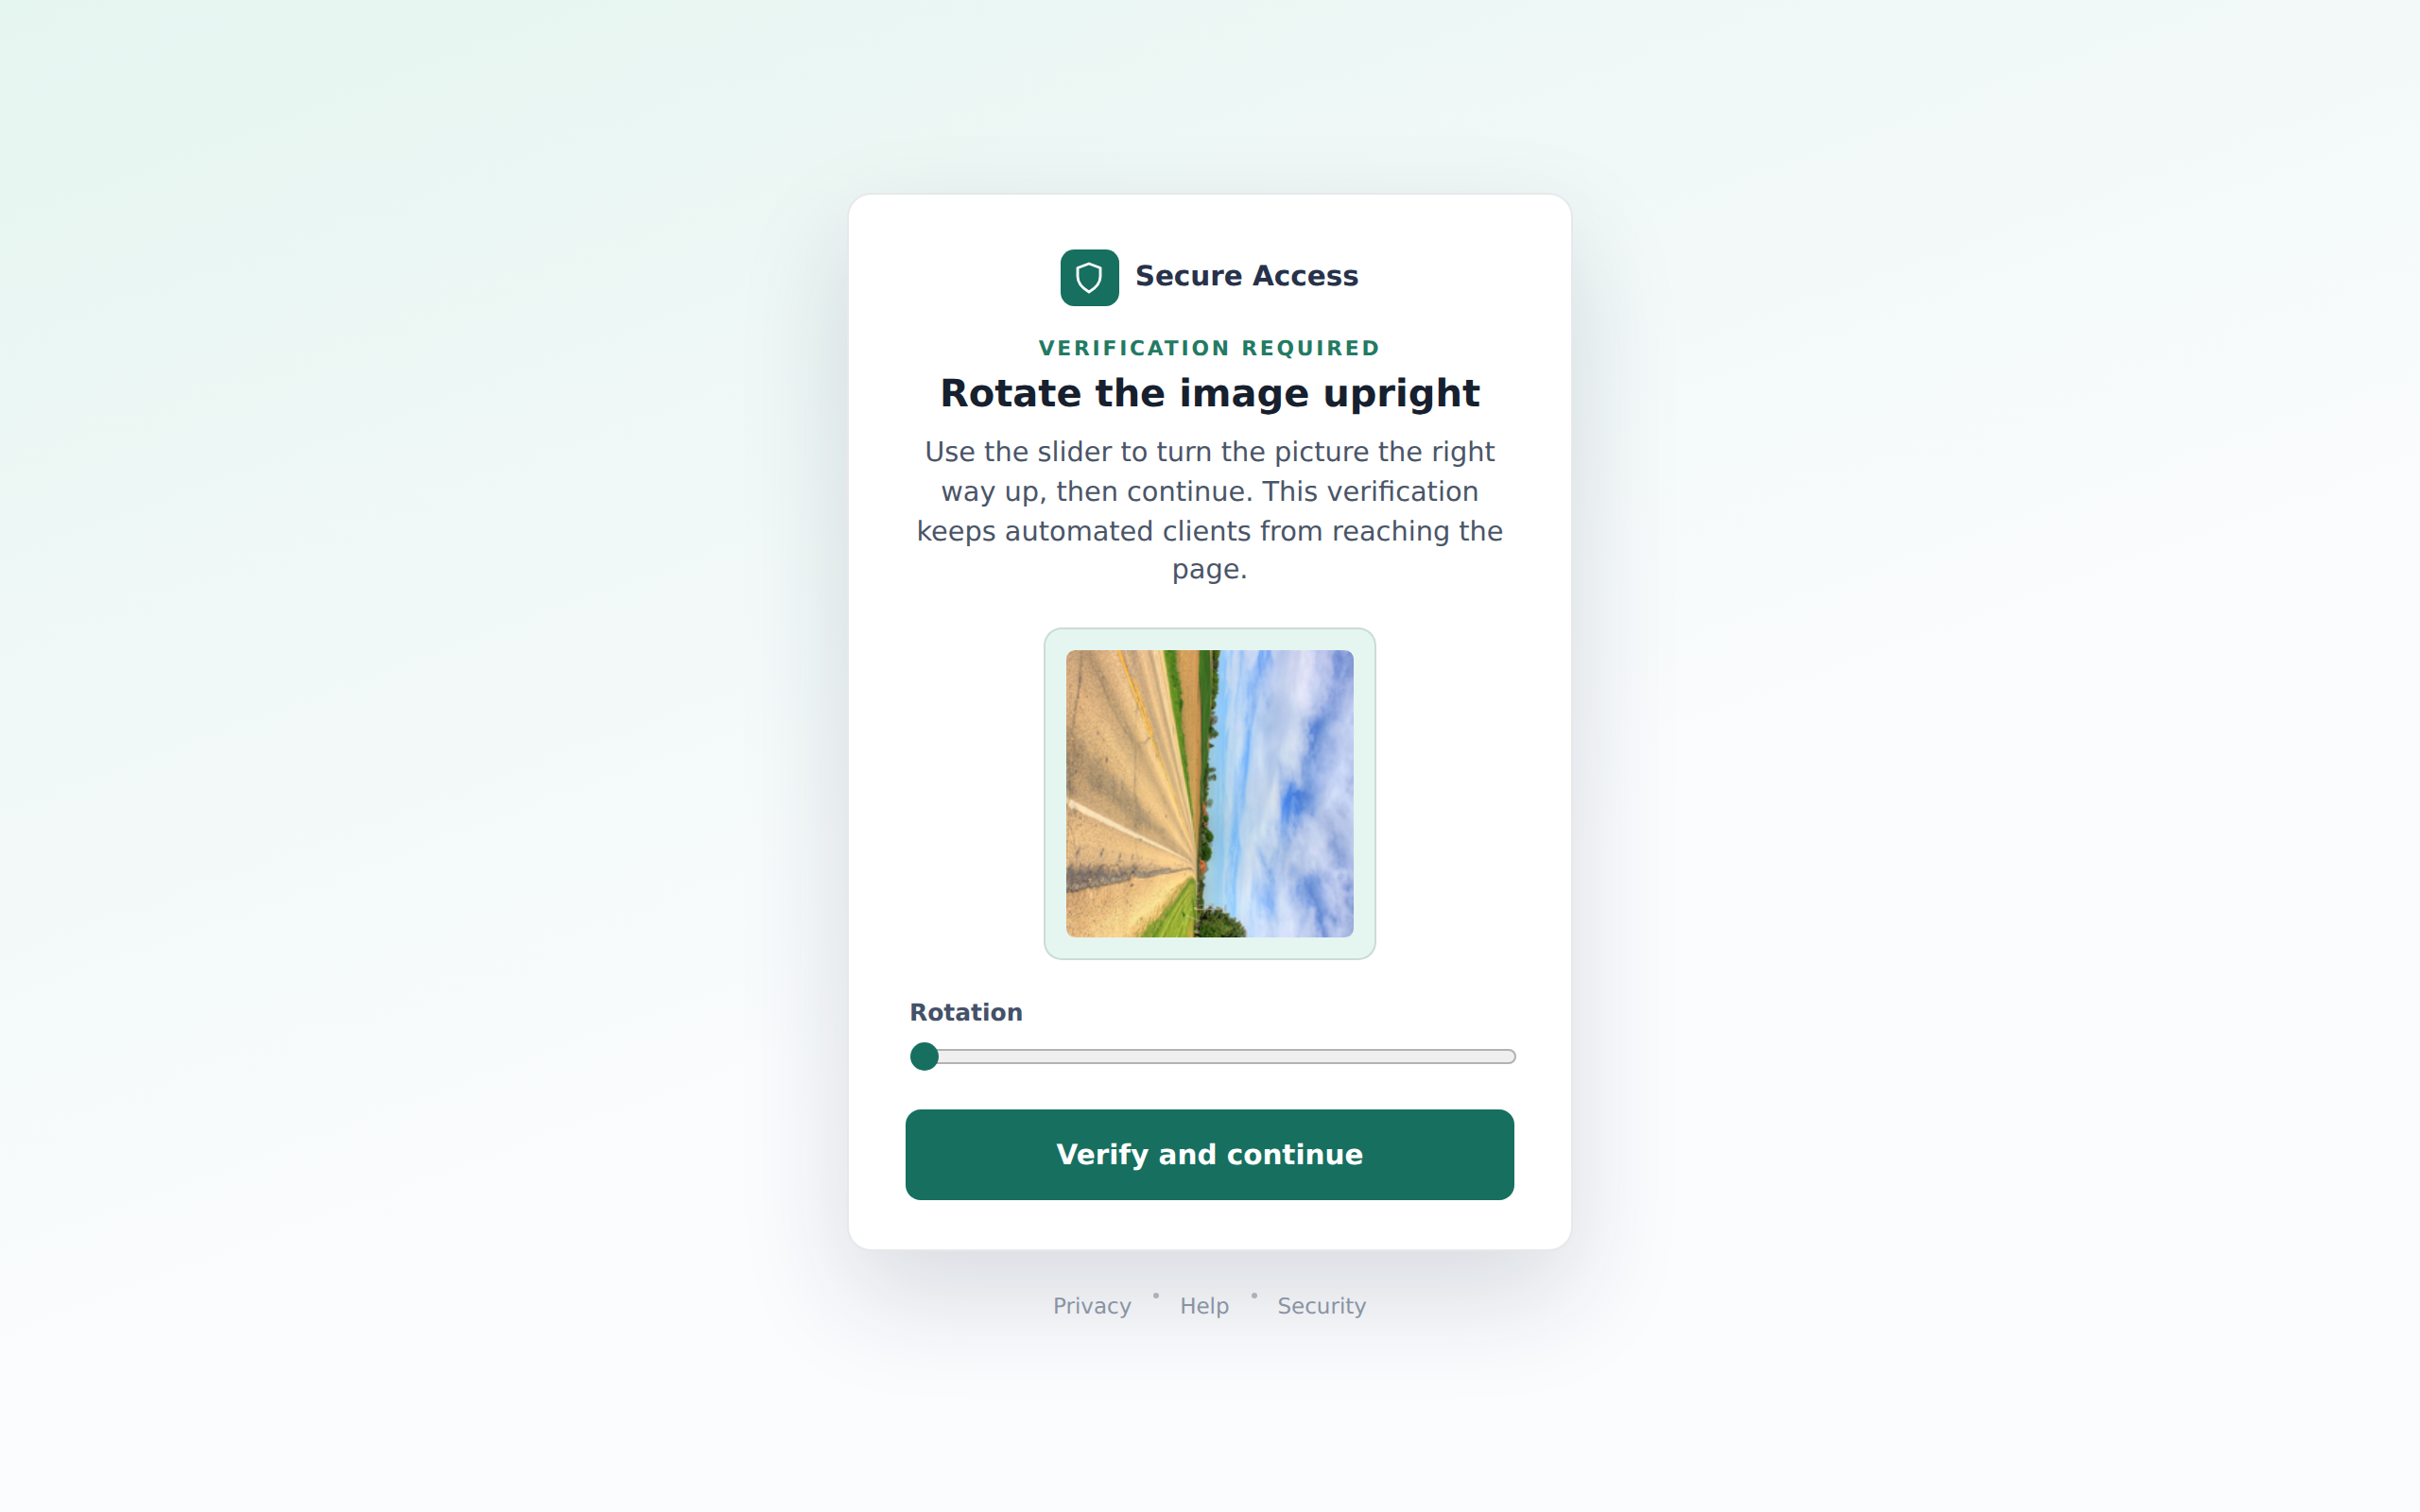 Secure Access
VERIFICATION REQUIRED
Rotate the image upright
Use the slider to turn the picture the right
way up, then continue. This verification
keeps automated clients from reaching the
page.
Rotation
Verify and continue
Privacy • Help • Security